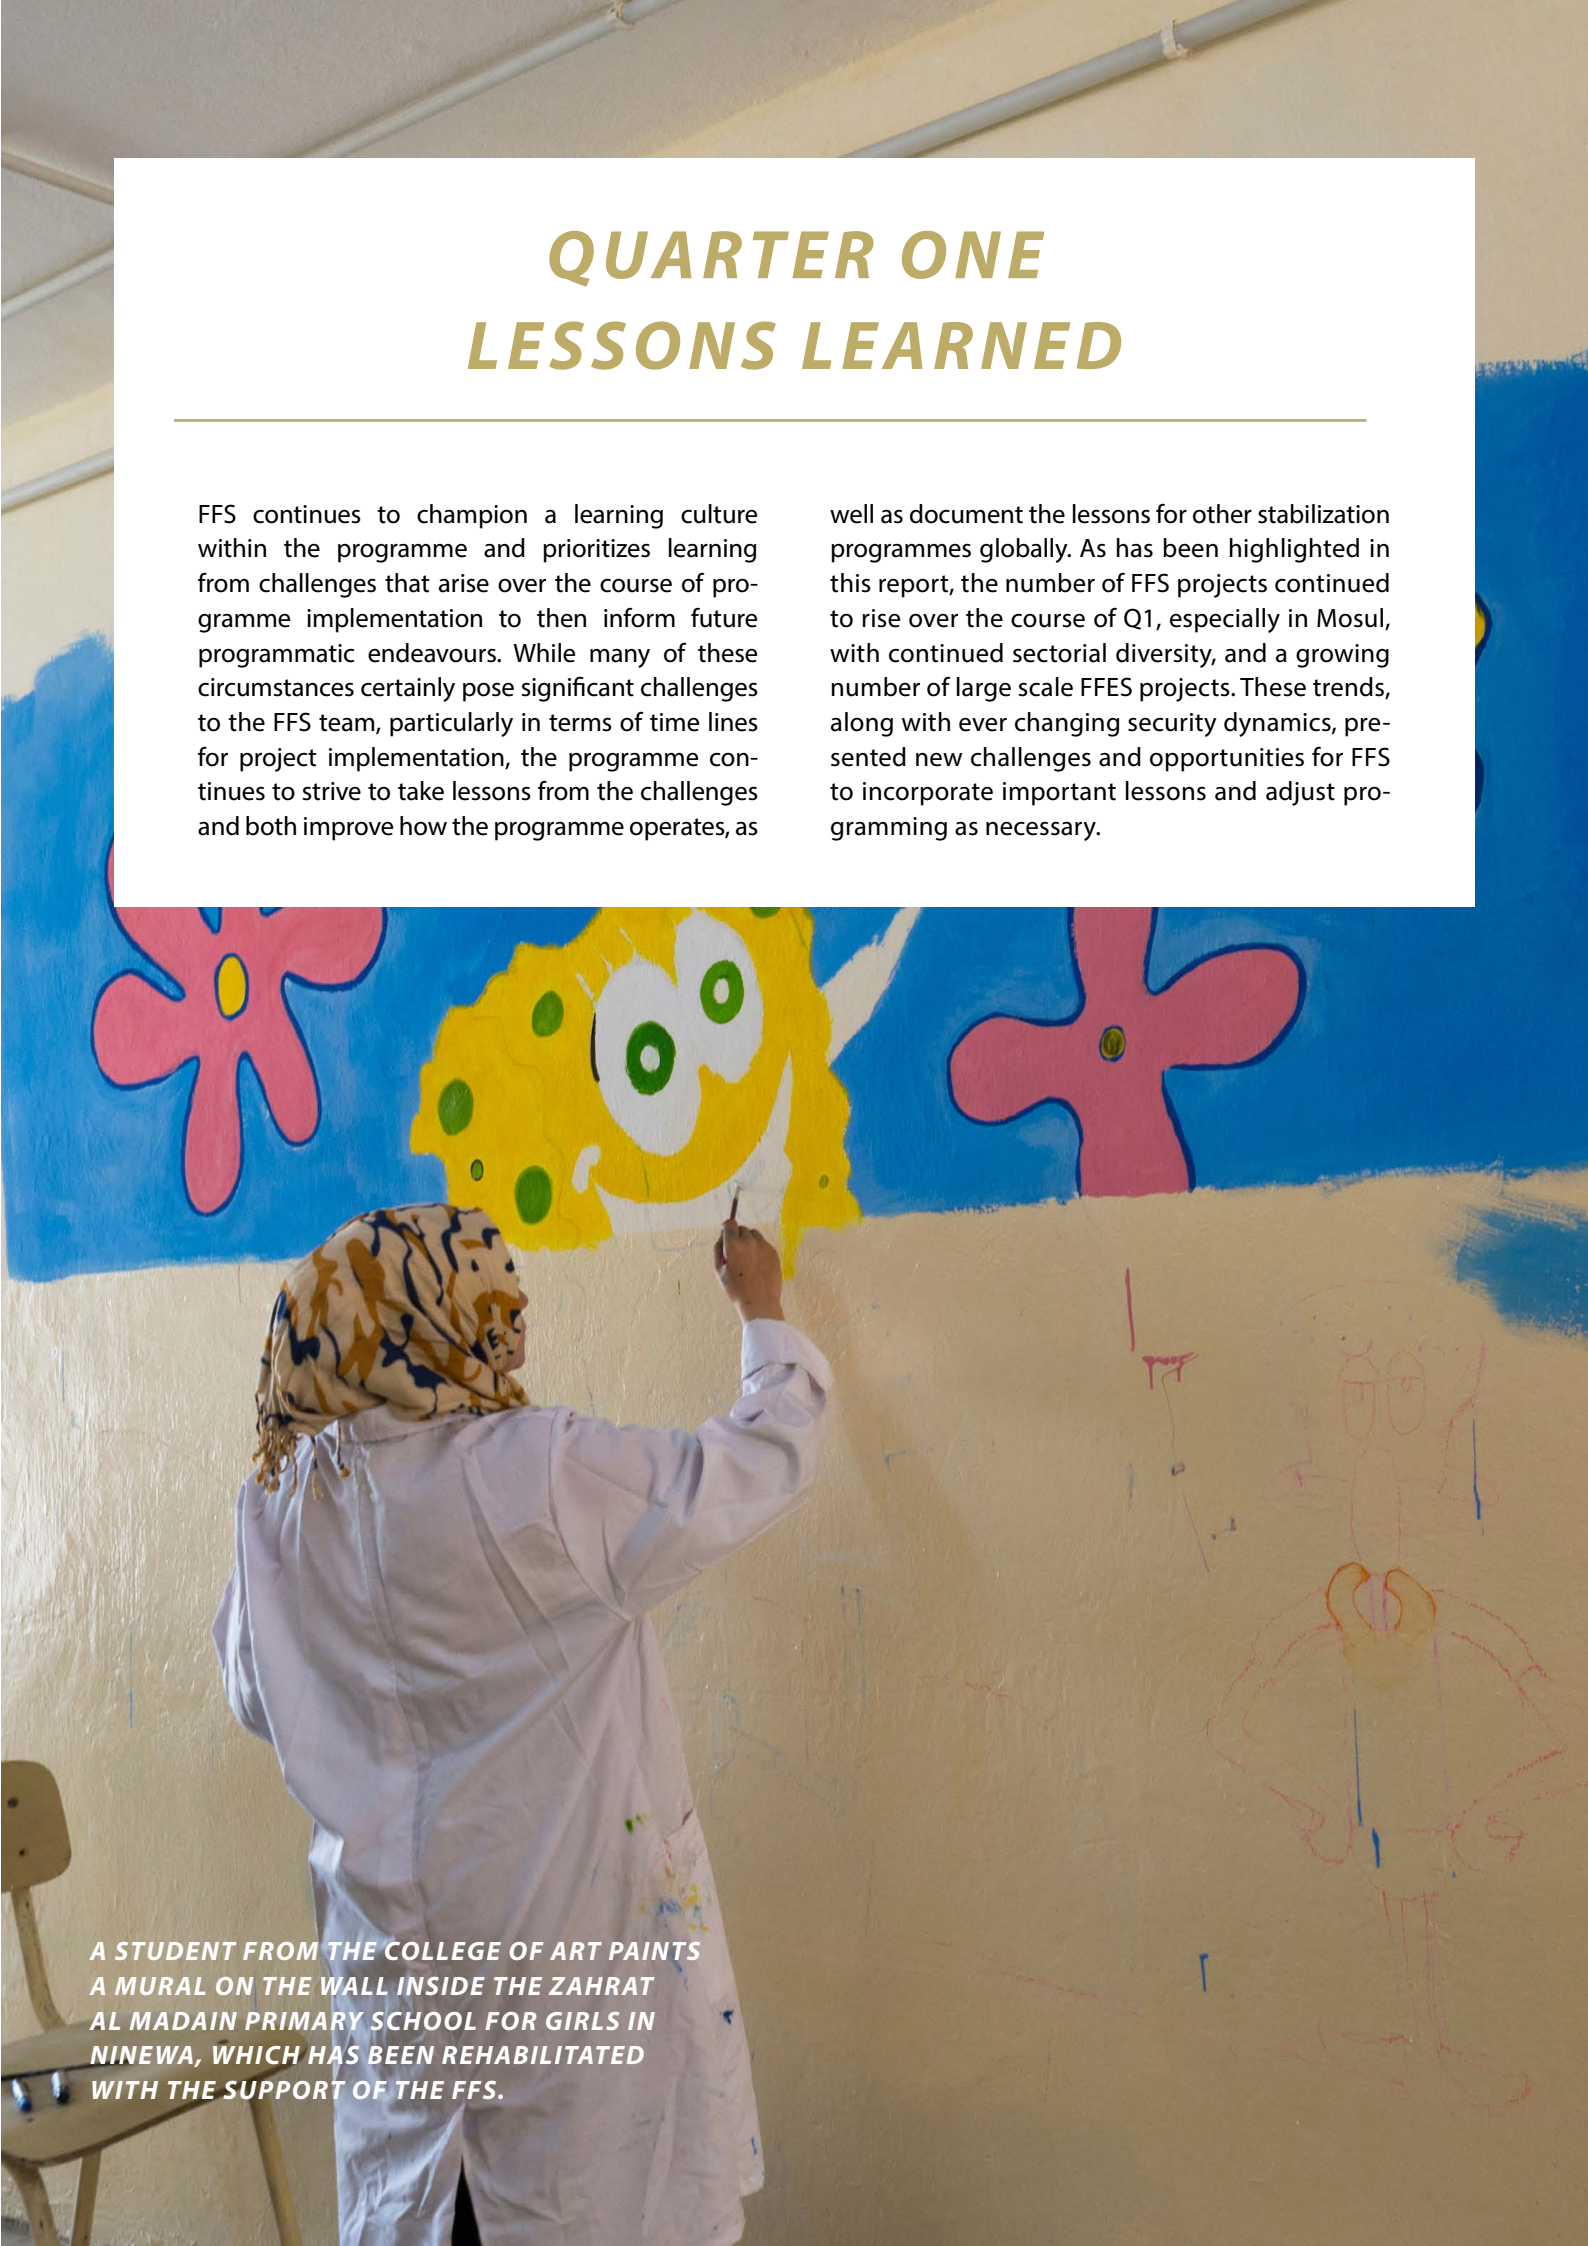 QUARTER ONE
LESSONS LEARNED
FFS continues to champion a learning culture
within the programme and prioritizes learning
from challenges that arise over the course of pro-
gramme implementation to then inform future
programmatic endeavours. While many of these
circumstances certainly pose significant challenges
to the FFS team, particularly in terms of time lines
for project implementation, the programme con-
tinues to strive to take lessons from the challenges
and both improve how the programme operates, as
well as document the lessons for other stabilization
programmes globally. As has been highlighted in
this report, the number of FFS projects continued
to rise over the course of Q1, especially in Mosul,
with continued sectorial diversity, and a growing
number of large scale FFES projects. These trends,
along with ever changing security dynamics, pre-
sented new challenges and opportunities for FFS
to incorporate important lessons and adjust pro-
gramming as necessary.
A STUDENT FROM THE COLLEGE OF ART PAINTS
A MURAL ON THE WALL INSIDE THE ZAHRAT
AL MADAIN PRIMARY SCHOOL FOR GIRLS IN
NINEWA, WHICH HAS BEEN REHABILITATED
WITH THE SUPPORT OF THE FFS.